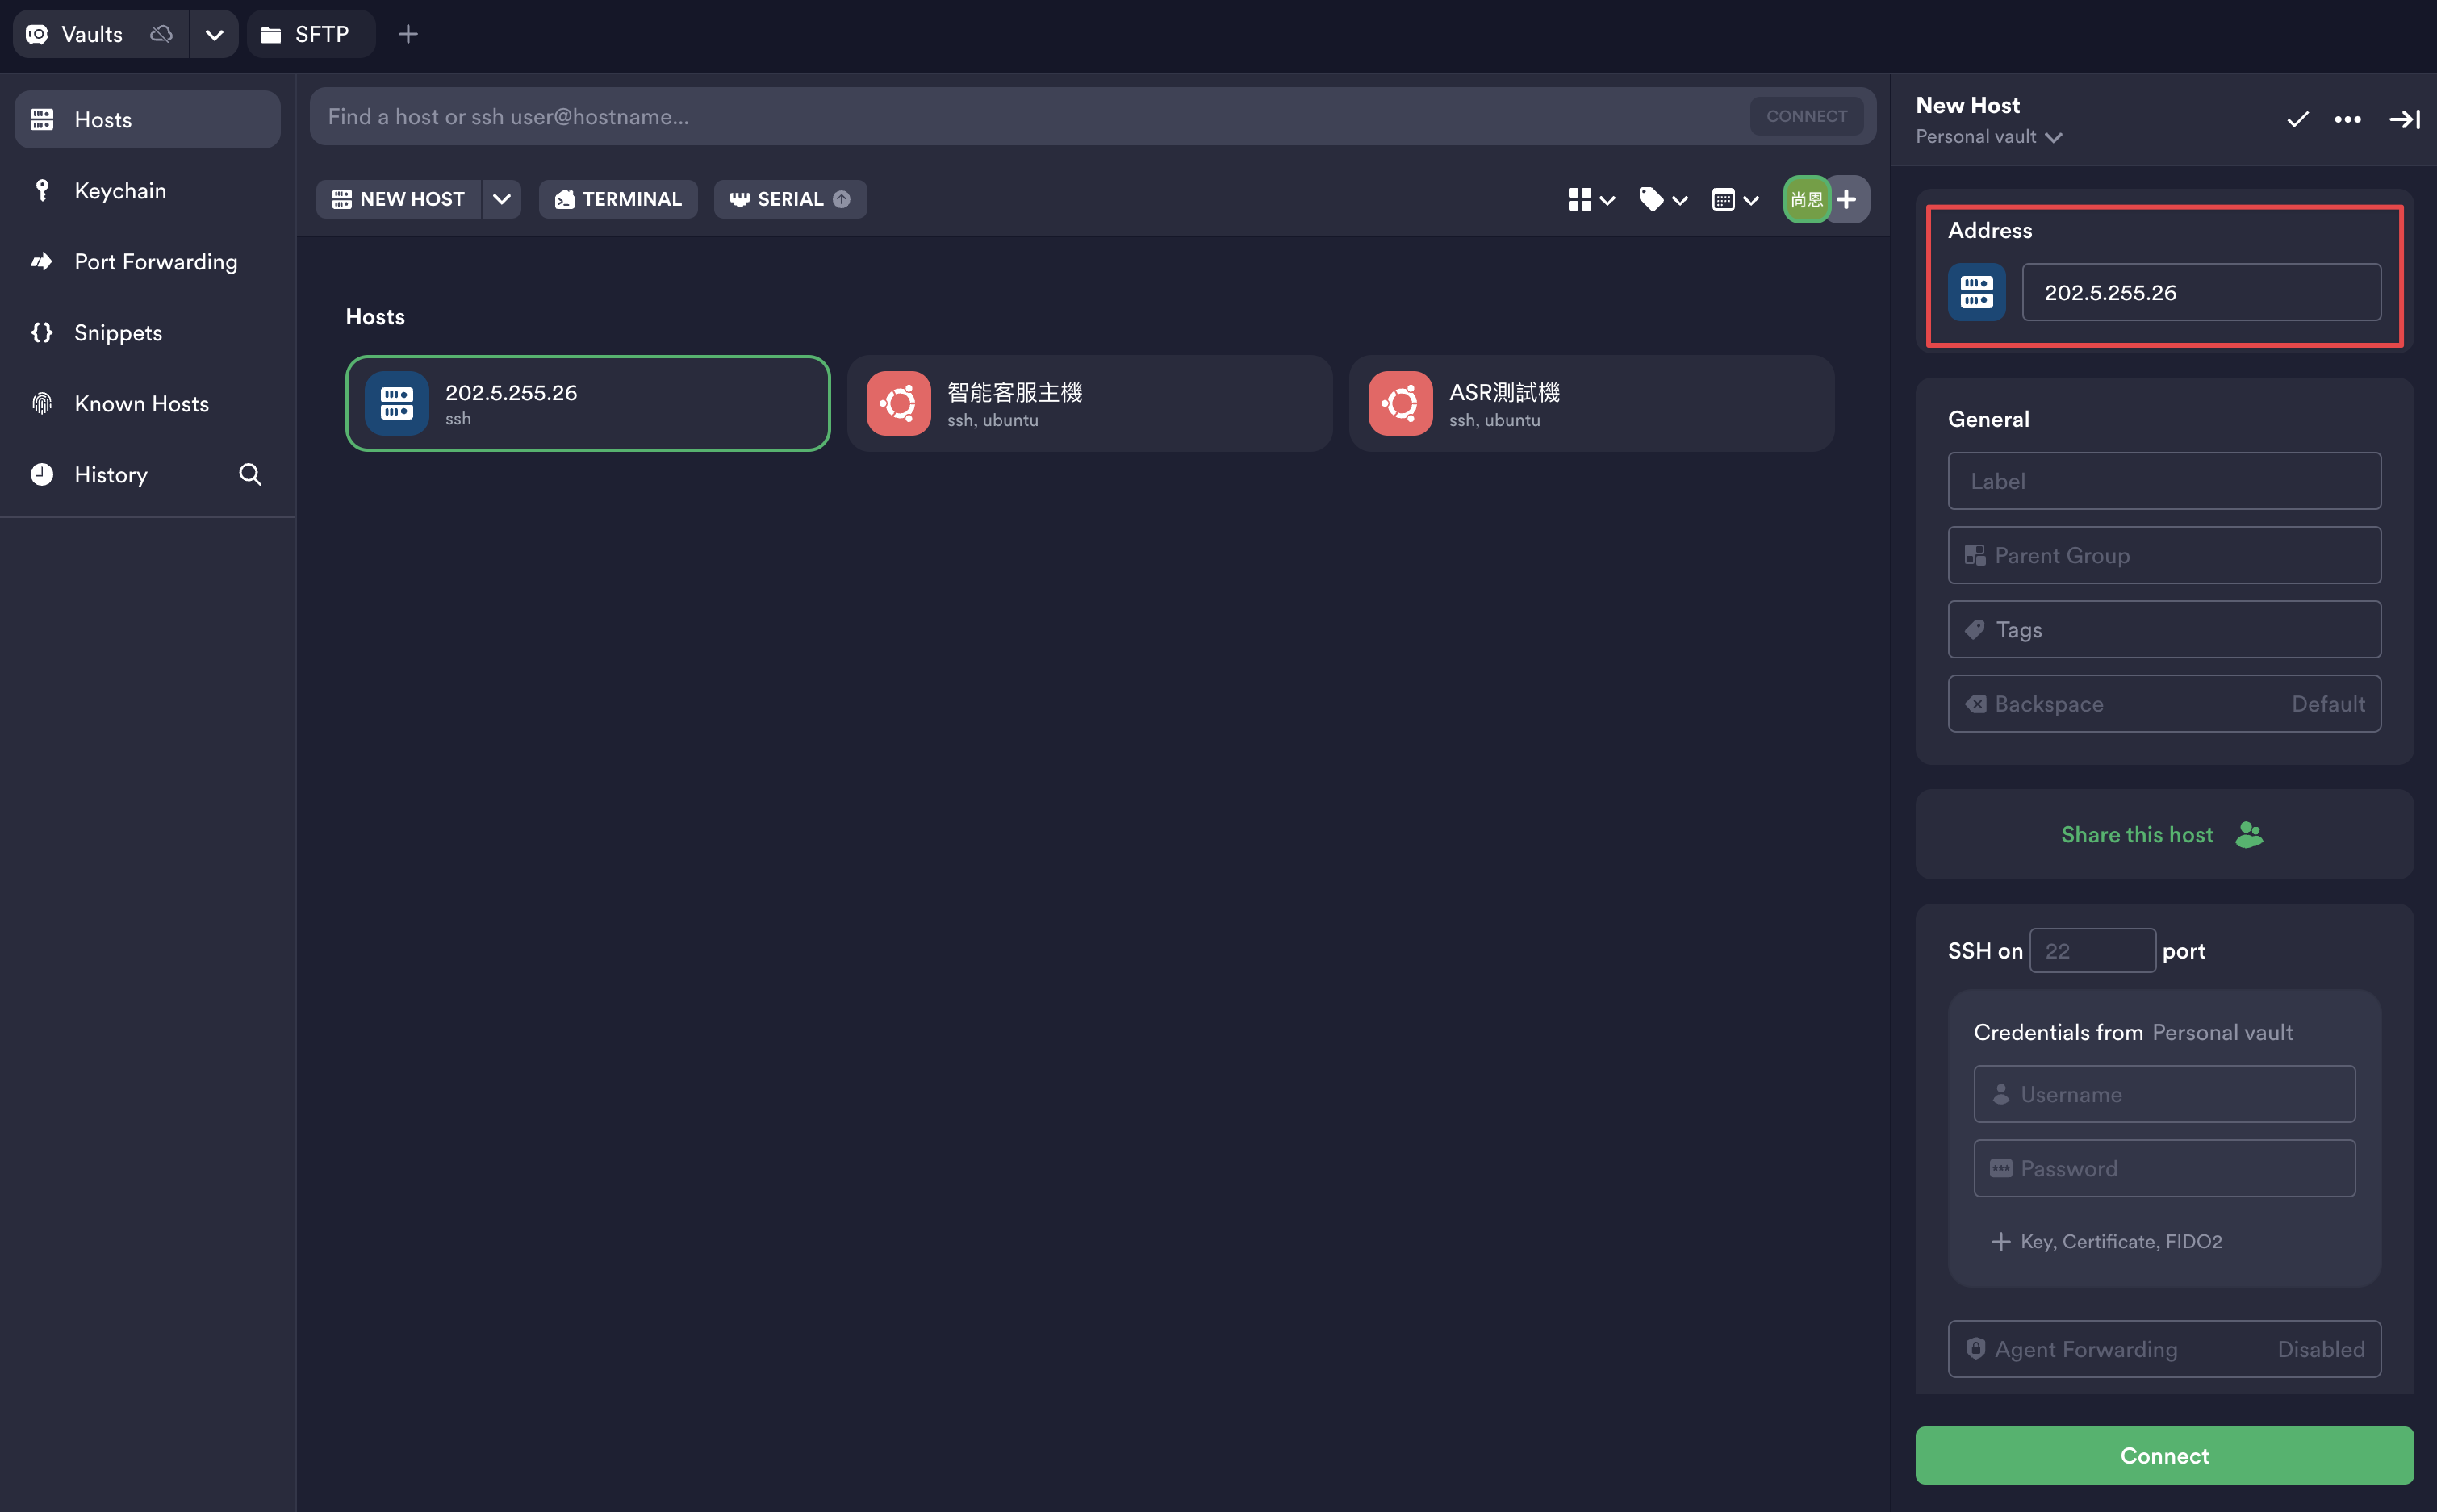 Vaults
SFTP
Hosts
Keychain
Port Forwarding
Snippets
Known Hosts
History
Find a host or ssh user@hostname...
CONNECT
NEW HOST
TERMINAL
SERIAL
尚恩
Hosts
202.5.255.26
ssh
智能客服主機
ssh, ubuntu
ASR測試機
ssh, ubuntu
New Host
Personal vault
Address
202.5.255.26
General
Label
Parent Group
Tags
Backspace Default
Share this host
SSH on 22 port
Credentials from Personal vault
Username
Password
Key, Certificate, FIDO2
Agent Forwarding Disabled
Connect